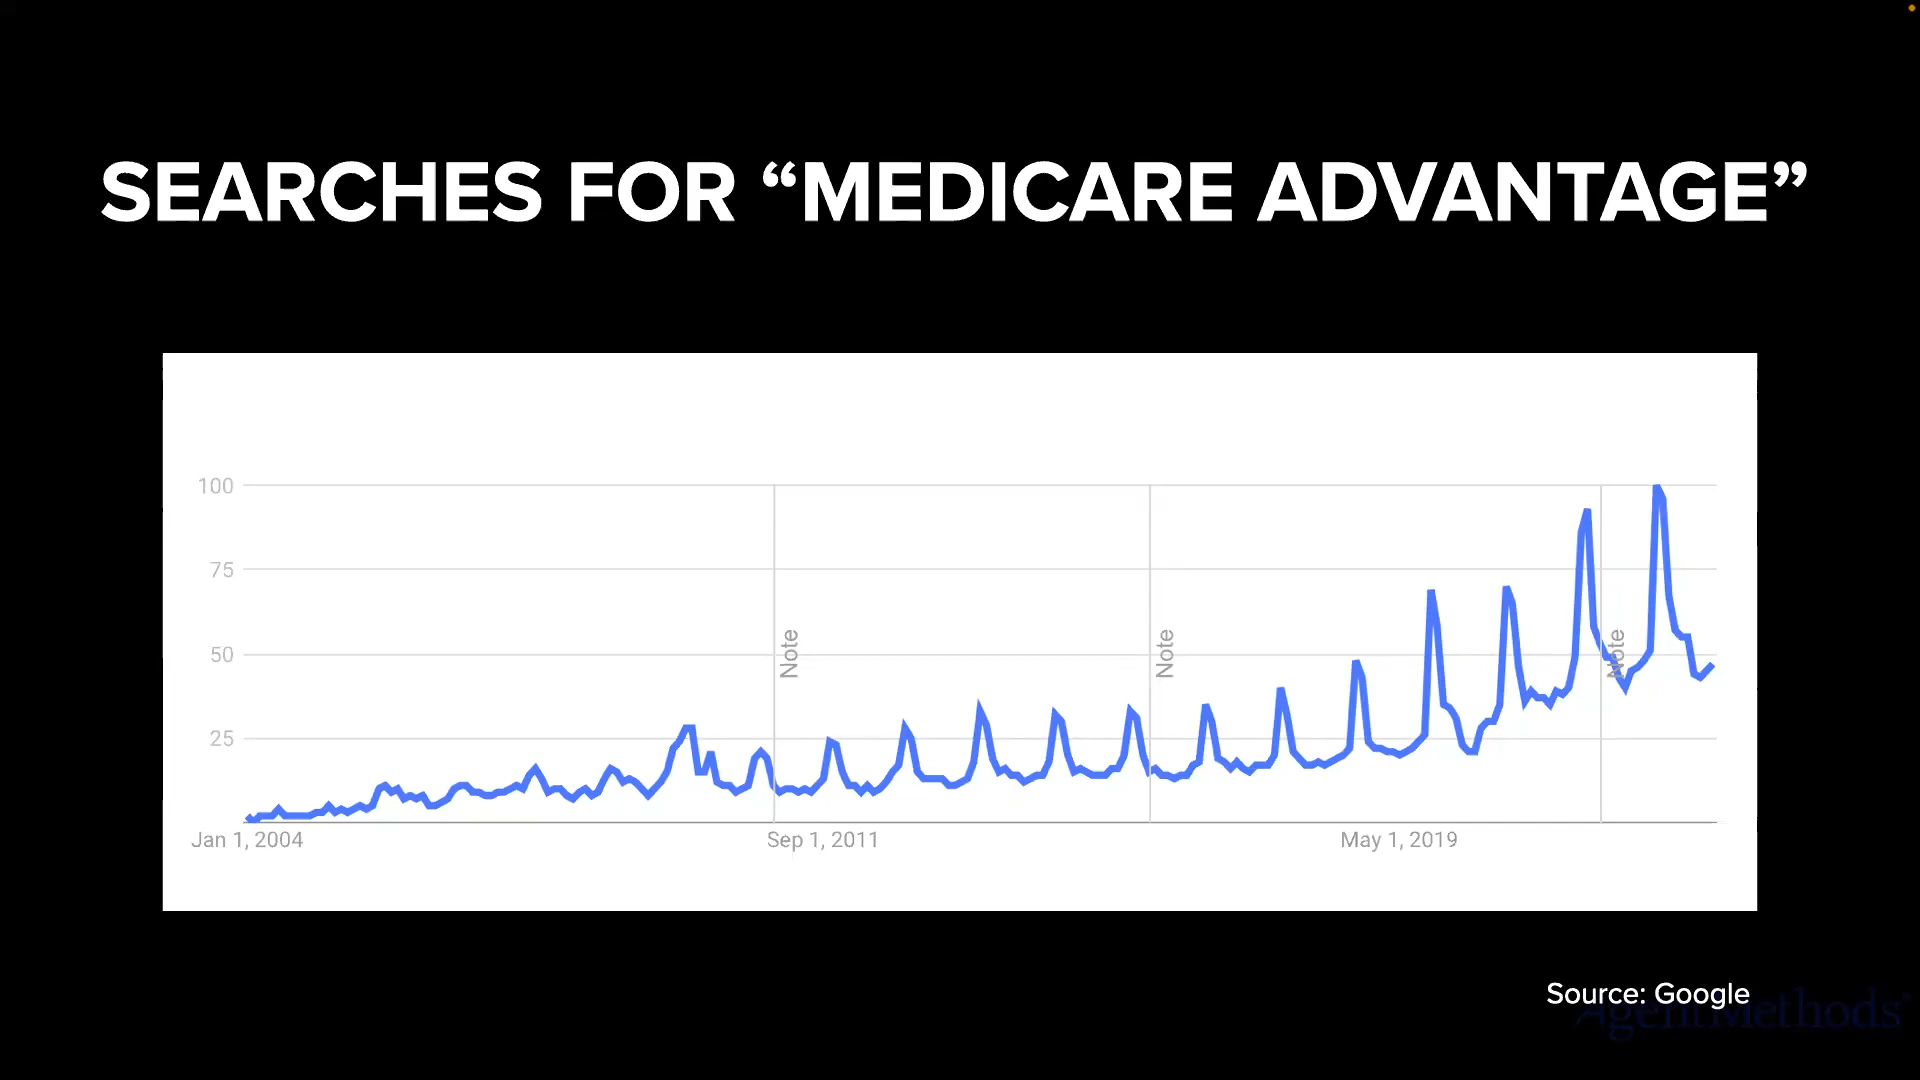 SEARCHES FOR “MEDICARE ADVANTAGE”
100
75
50
25
Note
Note
Note
Jan 1, 2004
Sep 1, 2011
May 1, 2019
Source: Google
AgentMethods